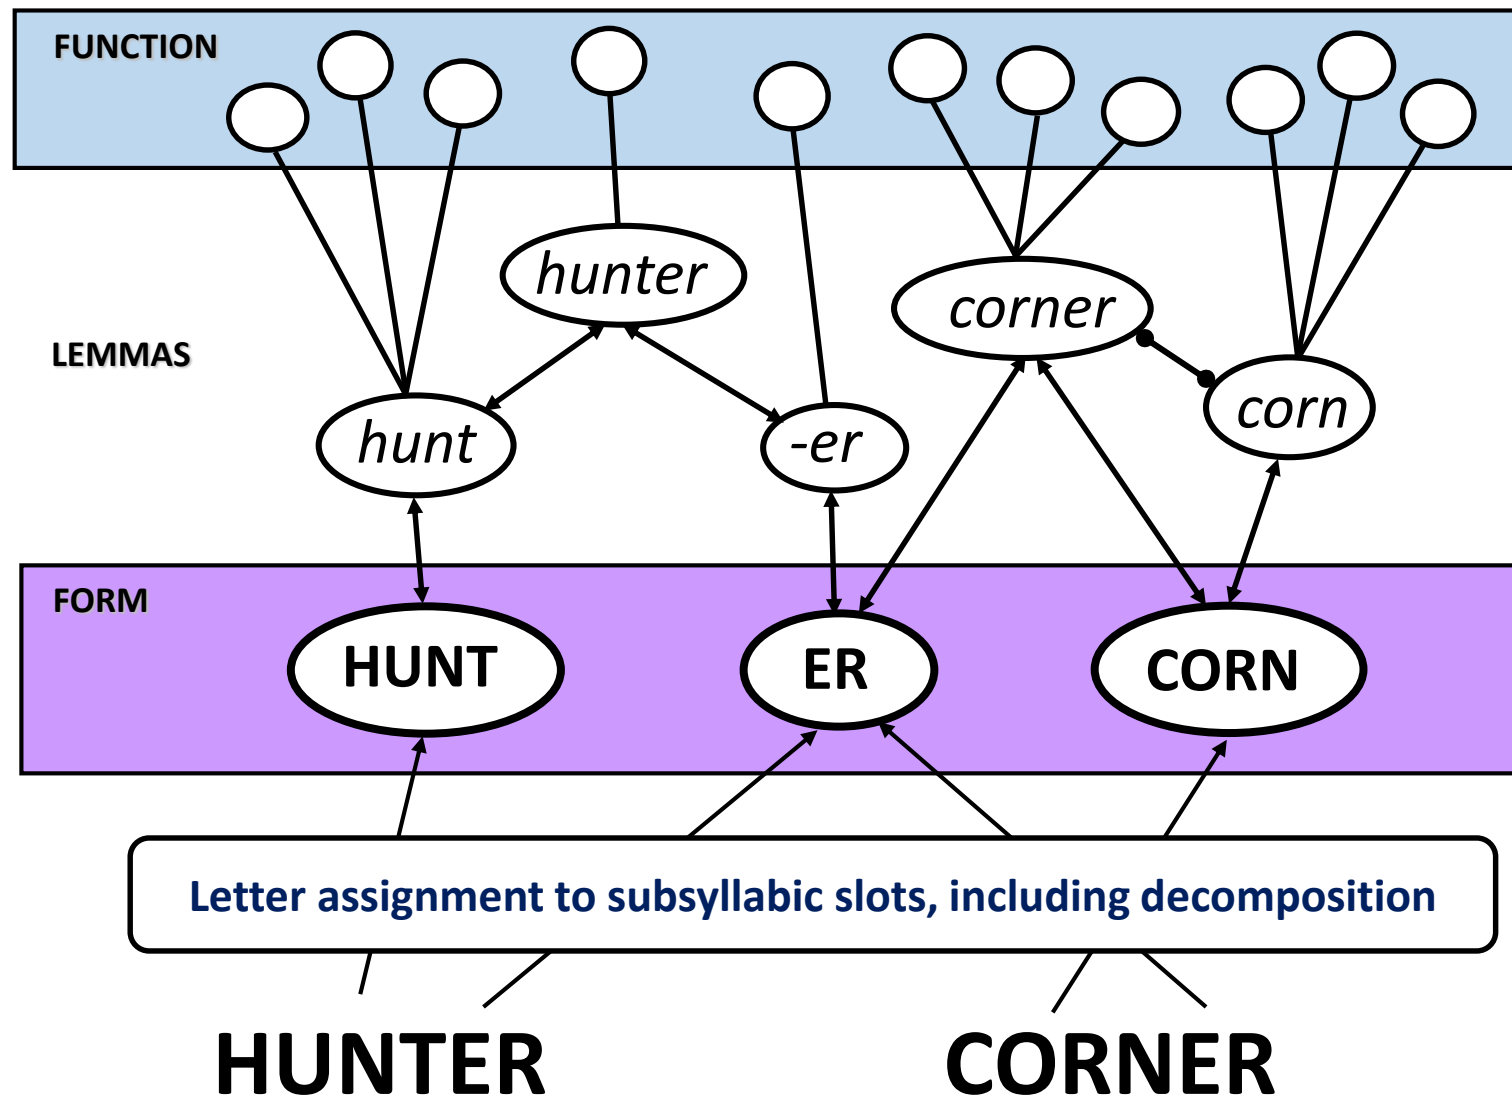 FUNCTION
hunter
corner
LEMMAS
hunt
-er
corn
FORM
HUNT
ER
CORN
Letter assignment to subsyllabic slots, including decomposition
HUNTER
CORNER